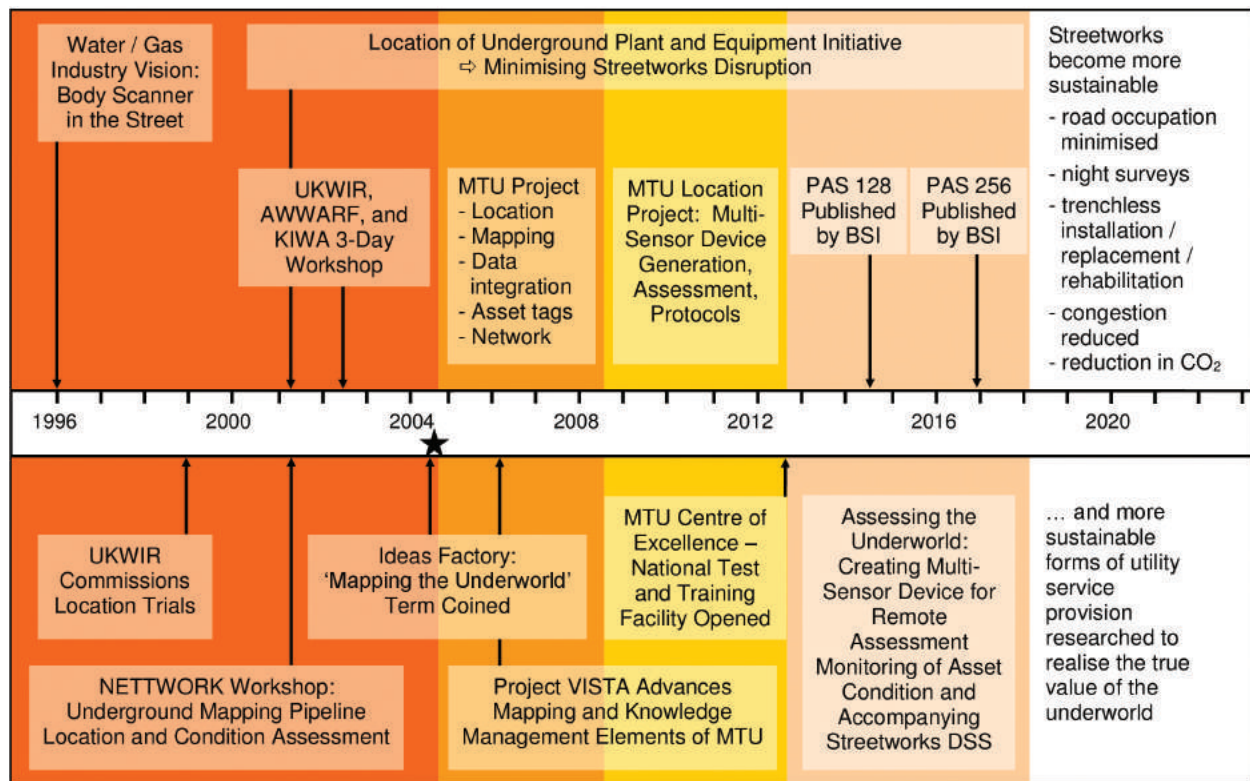 Water / Gas
Industry Vision:
Body Scanner
in the Street
Location of Underground Plant and Equipment Initiative
⇨ Minimising Streetworks Disruption
UKWIR,
AWWARF, and
KIWA 3-Day
Workshop
MTU Project
- Location
- Mapping
- Data
integration
- Asset tags
- Network
MTU Location
Project: Multi-
Sensor Device
Generation,
Assessment,
Protocols
PAS 128
Published
by BSI
PAS 256
Published
by BSI
Streetworks
become more
sustainable
- road occupation
minimised
- night surveys
- trenchless
installation /
replacement /
rehabilitation
- congestion
reduced
- reduction in CO₂
1996 2000 2004 2008 2012 2016 2020
UKWIR
Commissions
Location Trials
NETTWORK Workshop:
Underground Mapping Pipeline
Location and Condition Assessment
Ideas Factory:
‘Mapping the Underworld’
Term Coined
Project VISTA Advances
Mapping and Knowledge
Management Elements of MTU
MTU Centre of
Excellence –
National Test
and Training
Facility Opened
Assessing the
Underworld:
Creating Multi-
Sensor Device for
Remote
Assessment
Monitoring of Asset
Condition and
Accompanying
Streetworks DSS
… and more
sustainable
forms of utility
service
provision
researched to
realise the true
value of the
underworld